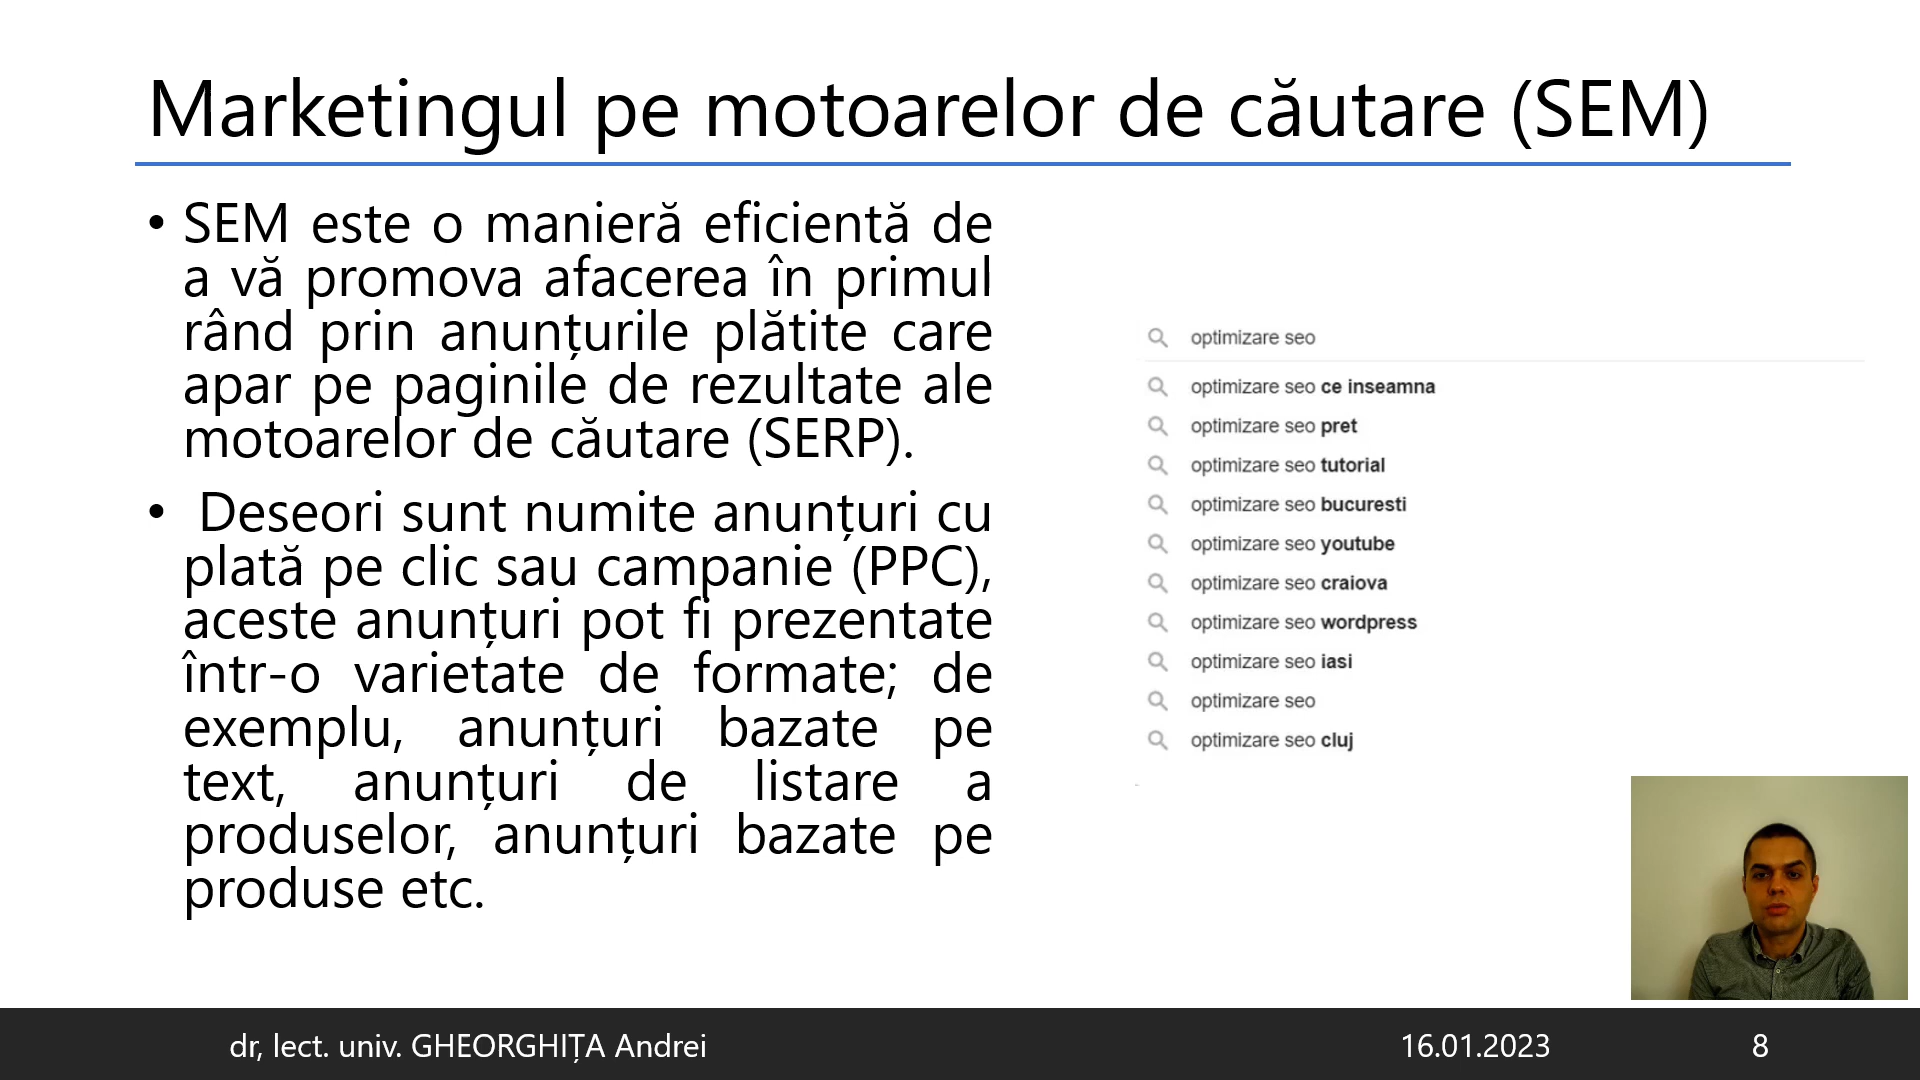 Marketingul pe motoarelor de căutare (SEM)
• SEM este o manieră eficientă de
a vă promova afacerea în primul
rând prin anunțurile plătite care
apar pe paginile de rezultate ale
motoarelor de căutare (SERP).
• Deseori sunt numite anunțuri cu
plată pe clic sau campanie (PPC),
aceste anunțuri pot fi prezentate
într-o varietate de formate; de
exemplu, anunțuri bazate pe
text, anunțuri de listare a
produselor, anunțuri bazate pe
produse etc.
optimizare seo
optimizare seo ce inseamna
optimizare seo pret
optimizare seo tutorial
optimizare seo bucuresti
optimizare seo youtube
optimizare seo craiova
optimizare seo wordpress
optimizare seo iasi
optimizare seo
optimizare seo cluj
dr, lect. univ. GHEORGHIȚA Andrei
16.01.2023
8